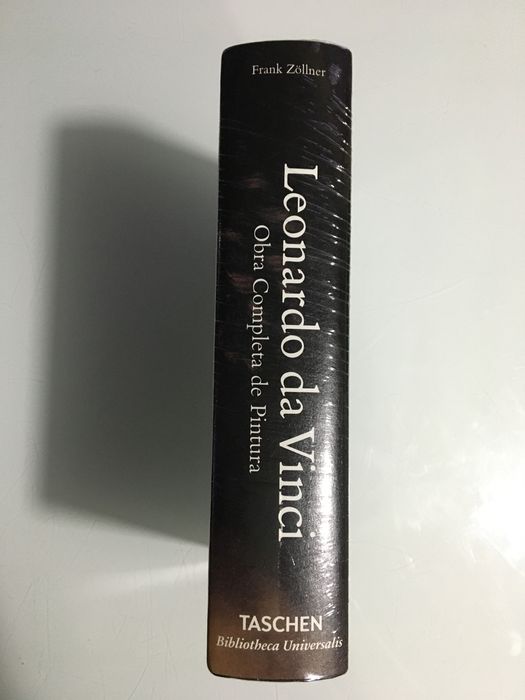 Frank Zöllner
Leonardo da Vinci
Obra Completa de Pintura
TASCHEN
Bibliotheca Universalis